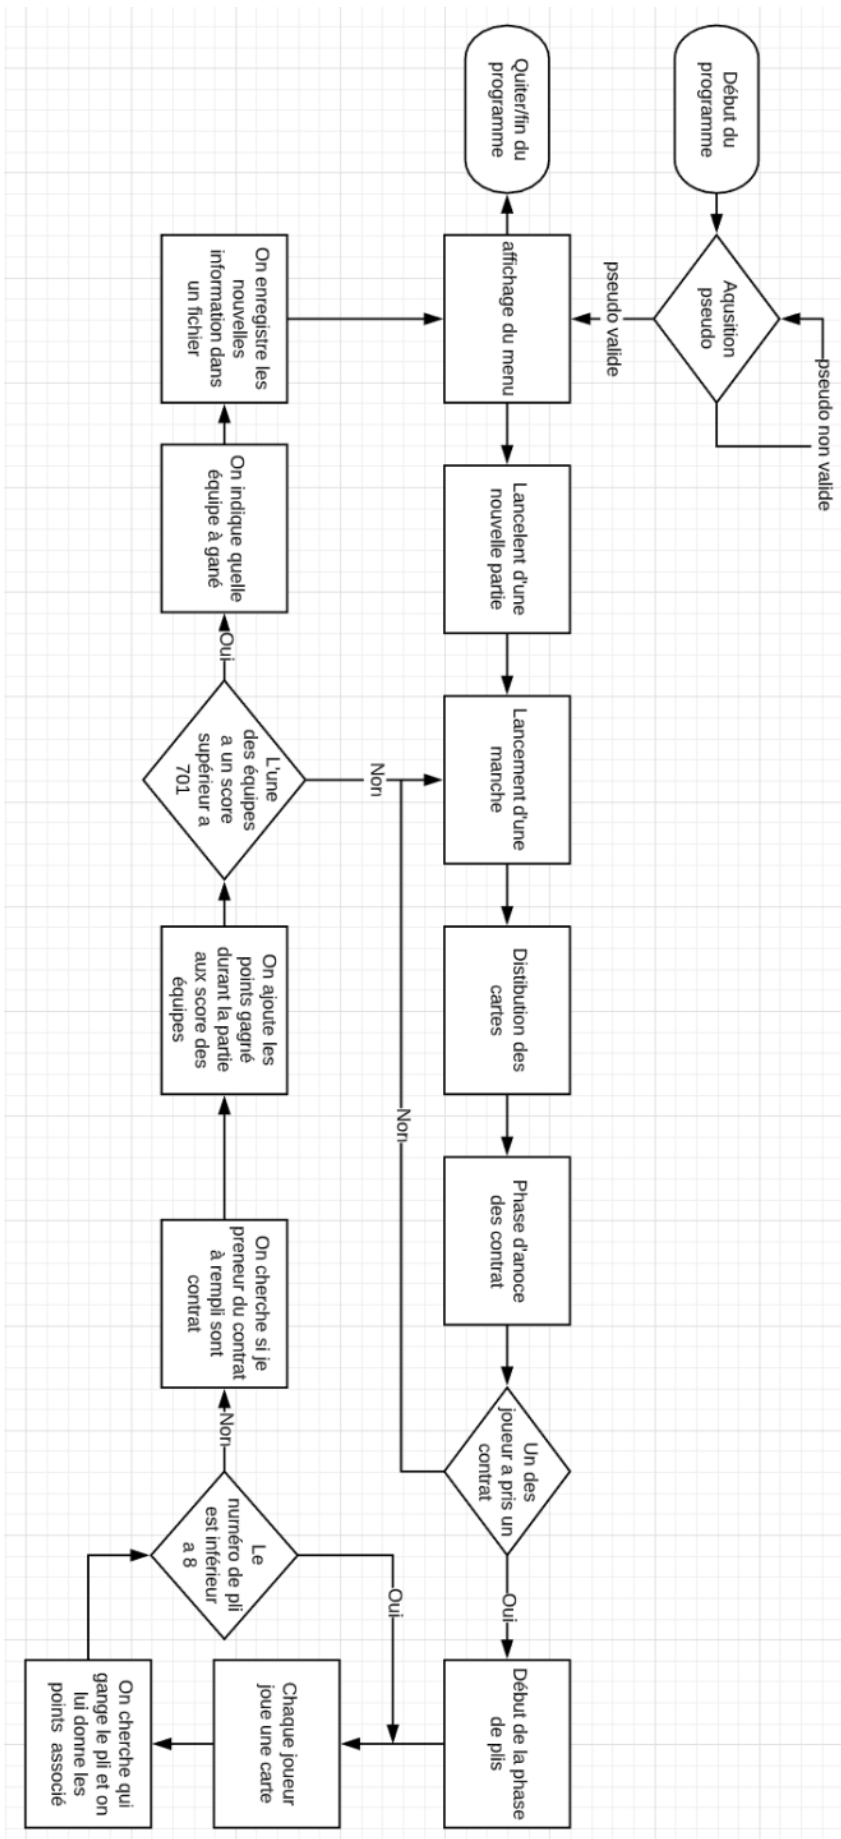 Début du
programme
Aqusition
pseudo
pseudo non valide
pseudo valide
Quiter/fin du
programme
affichage du menu
Lancelent d'une
nouvelle partie
Lancement d'une
manche
Distibution des
cartes
Phase d'anoce
des contrat
Un des
joueur a pris un
contrat
Non
Oui
Début de la phase
de plis
Chaque joueur
joue une carte
On cherche qui
gange le pli et on
lui donne les
points associé
Le
numéro de pli
est inférieur
a 8
Oui
Non
On cherche si je
preneur du contrat
à rempli sont
contrat
On ajoute les
points gagné
durant la partie
aux score des
équipes
L'une
des équipes
a un score
supérieur a
701
Non
Oui
On indique quelle
équipe à gané
On enregistre les
nouvelles
information dans
un fichier